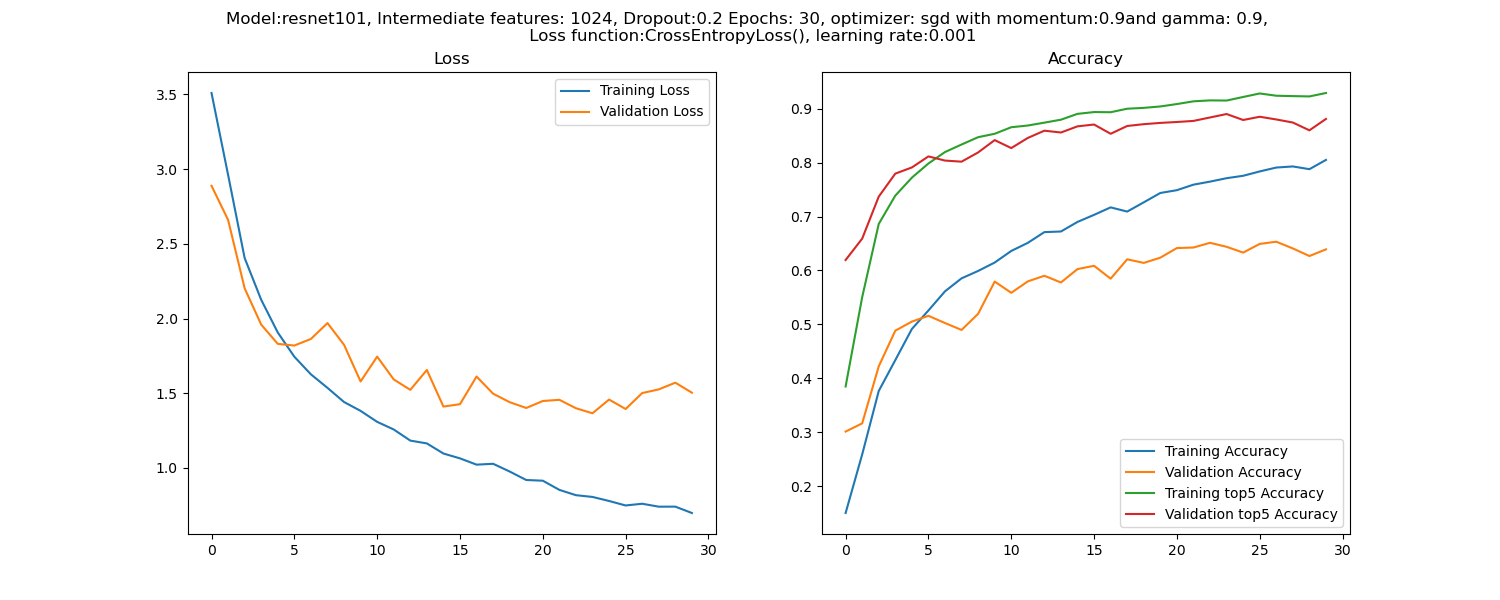 Model:resnet101, Intermediate features: 1024, Dropout:0.2 Epochs: 30, optimizer: sgd with momentum:0.9and gamma: 0.9,
Loss function:CrossEntropyLoss(), learning rate:0.001
Loss
Training Loss
Validation Loss
3.5
3.0
2.5
2.0
1.5
1.0
0
5
10
15
20
25
30
Accuracy
0.9
0.8
0.7
0.6
0.5
0.4
0.3
0.2
Training Accuracy
Validation Accuracy
Training top5 Accuracy
Validation top5 Accuracy
0
5
10
15
20
25
30